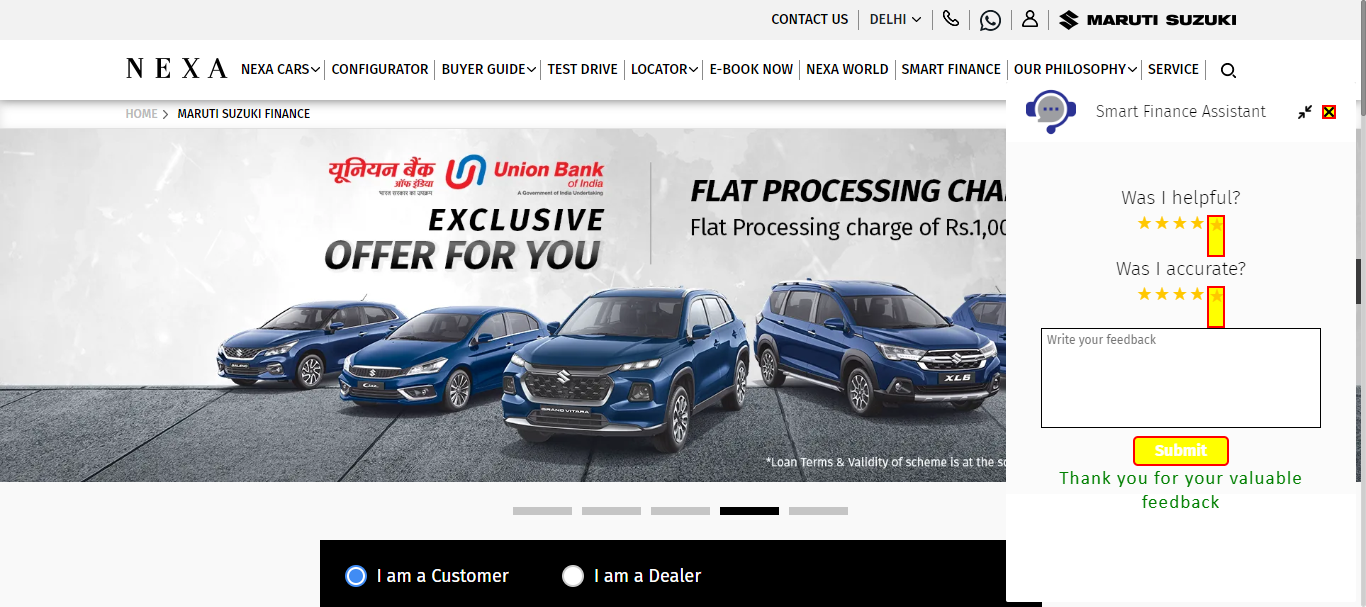 CONTACT US
DELHI
MARUTI SUZUKI
NEXA
NEXA CARS
CONFIGURATOR
BUYER GUIDE
TEST DRIVE
LOCATOR
E-BOOK NOW
NEXA WORLD
SMART FINANCE
OUR PHILOSOPHY
SERVICE
HOME > MARUTI SUZUKI FINANCE
Smart Finance Assistant
यूनियन बैंक
ऑफ़ इंडिया
भारत सरकार का उपक्रम
Union Bank
of India
A Government of India Undertaking
EXCLUSIVE
OFFER FOR YOU
FLAT PROCESSING CHA
Flat Processing charge of Rs.1,00
Was I helpful?
Was I accurate?
Write your feedback
Submit
Thank you for your valuable
feedback
GRAND VITARA
XL6
*Loan Terms & Validity of scheme is at the so
I am a Customer
I am a Dealer